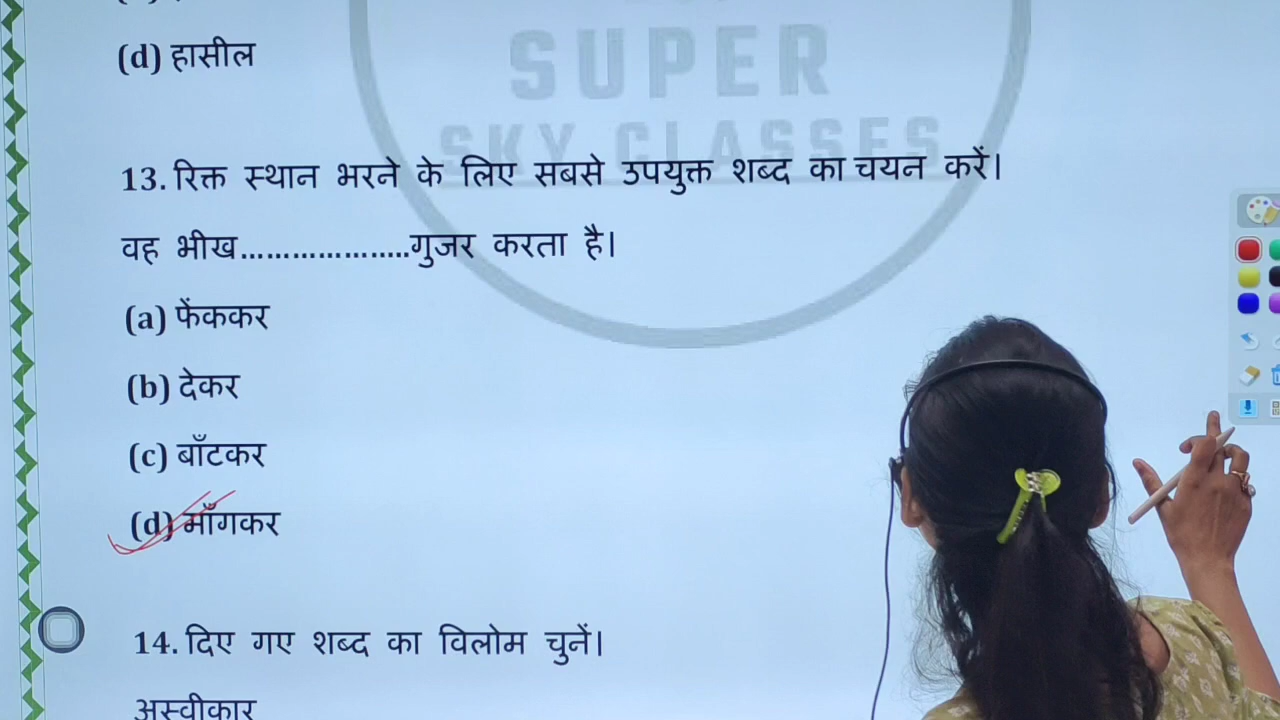 (d) हासील
SUPER
SKY CLASSES
13. रिक्त स्थान भरने के लिए सबसे उपयुक्त शब्द का चयन करें।
वह भीख....................गुजर करता है।
(a) फेंककर
(b) देकर
(c) बाँटकर
(d) माँगकर
14. दिए गए शब्द का विलोम चुनें।
अस्वीकार